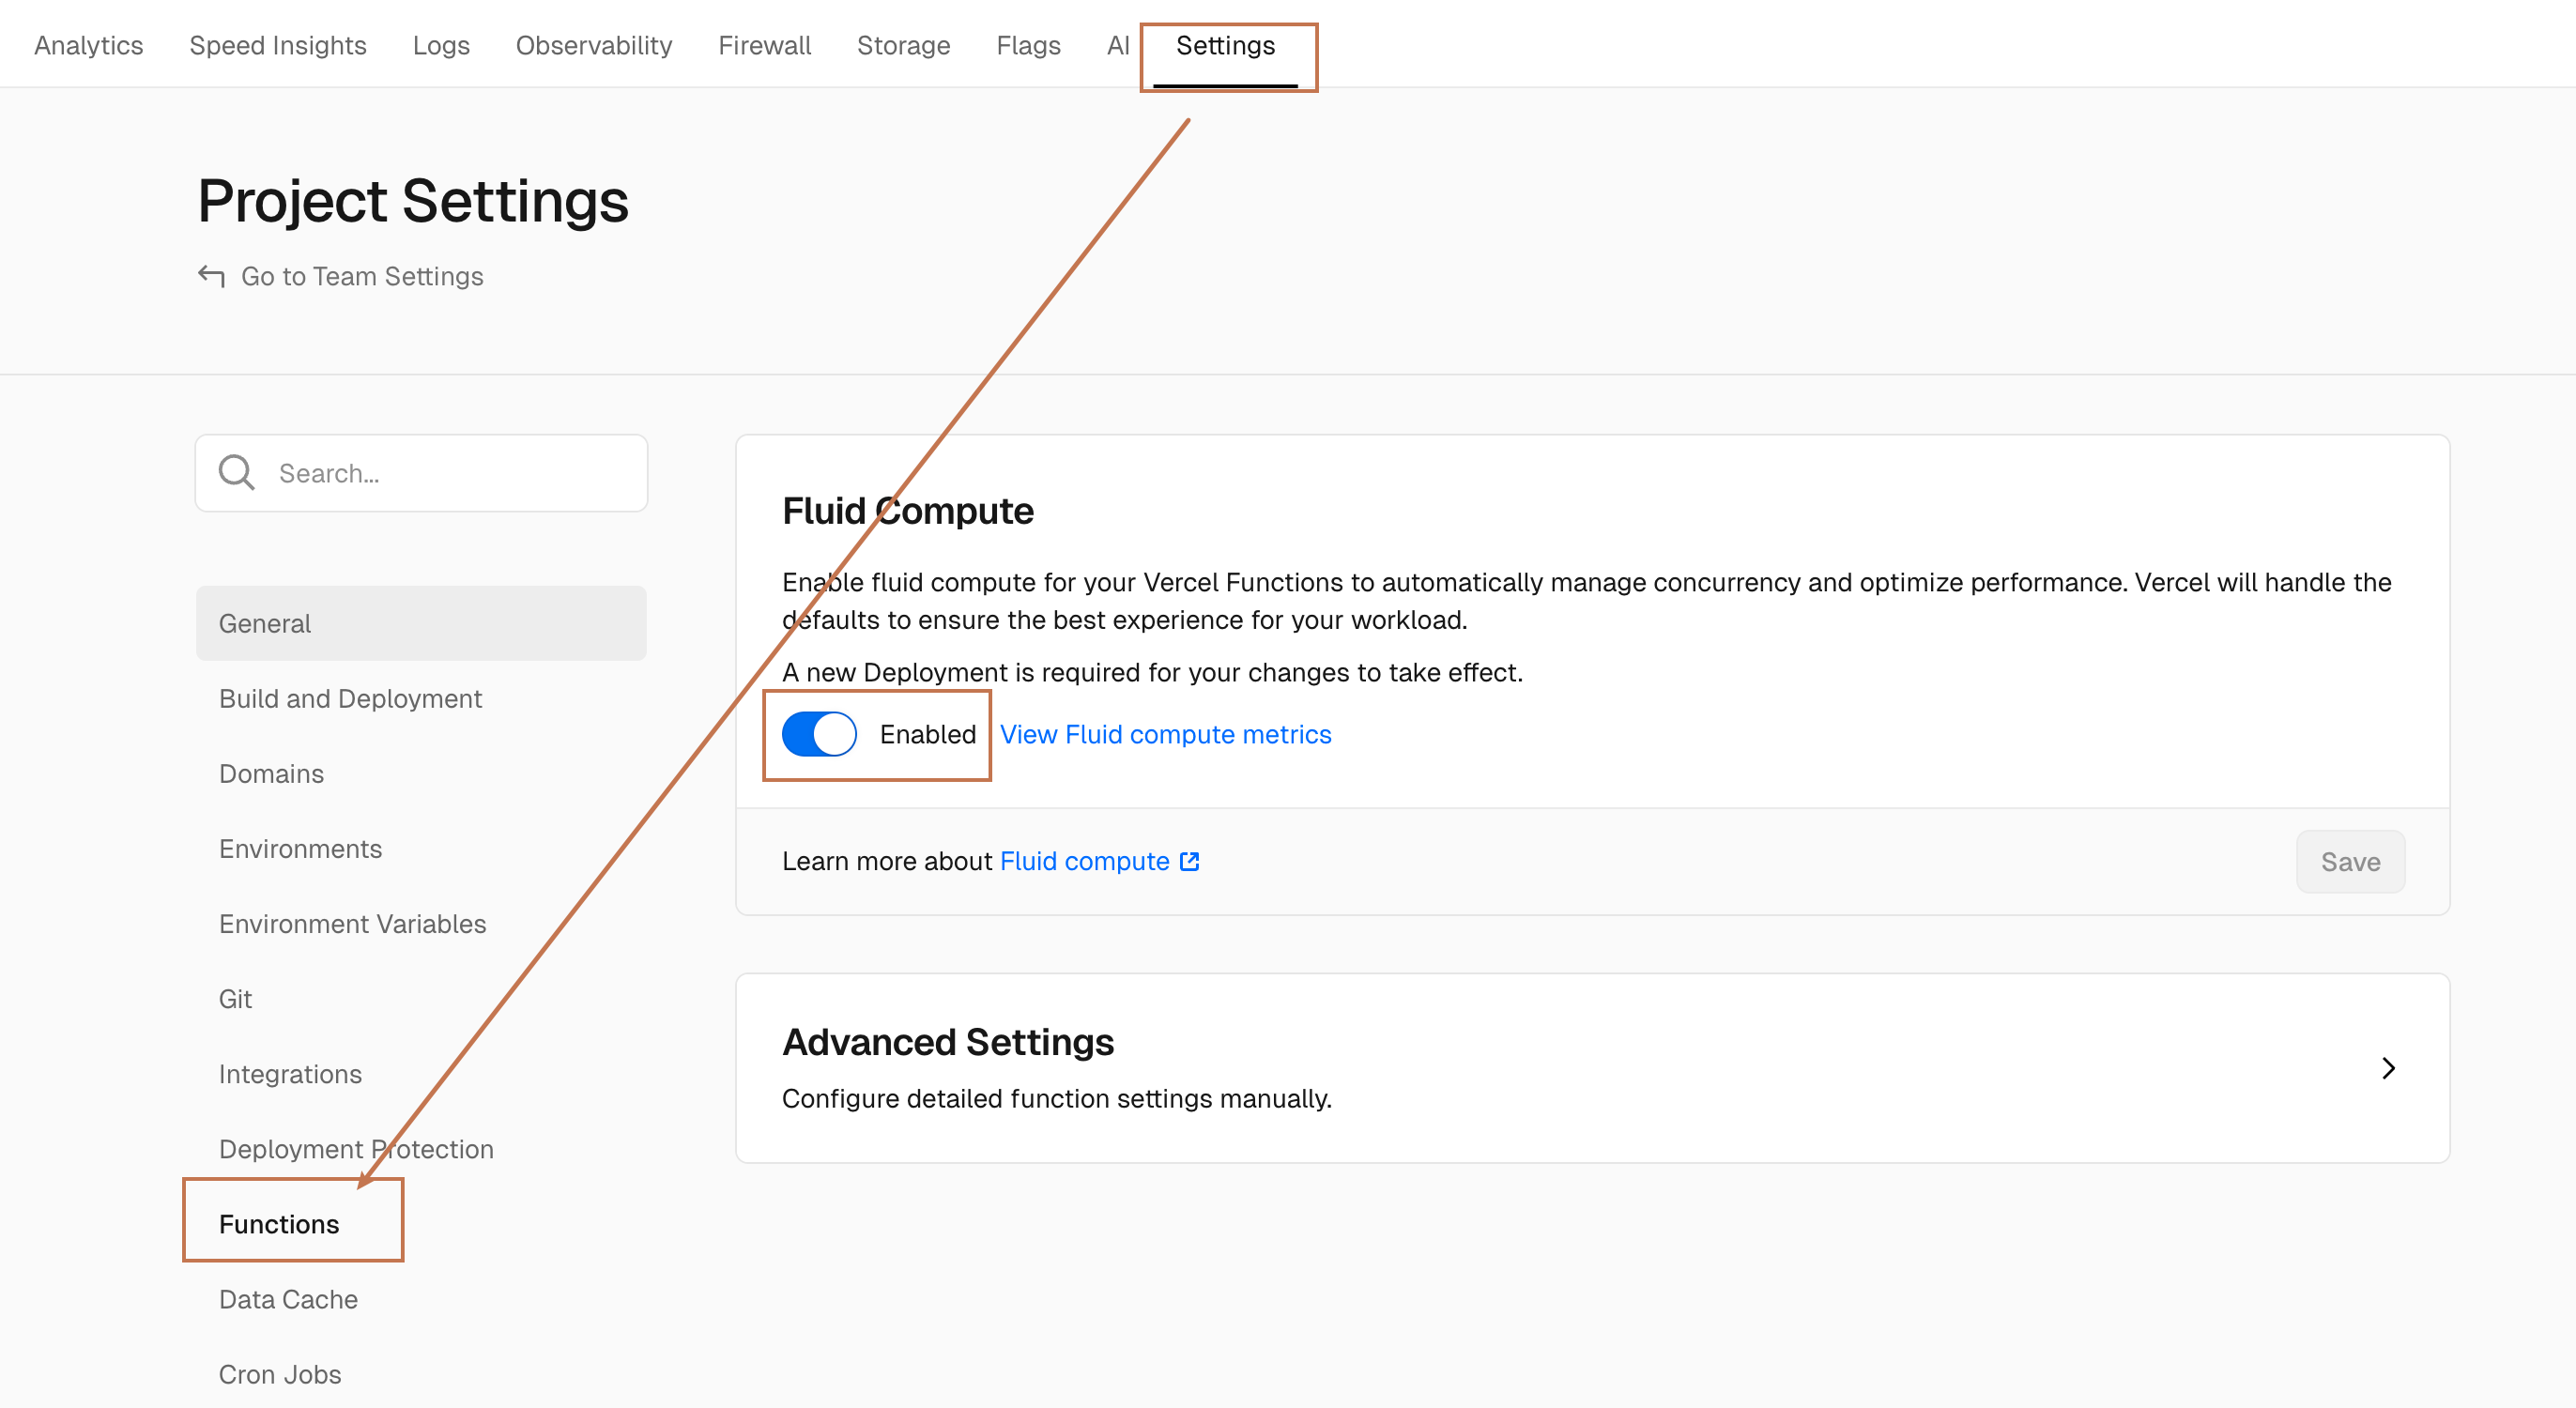 Analytics Speed Insights Logs Observability Firewall Storage Flags AI Settings
Project Settings
Go to Team Settings
Search...
General
Build and Deployment
Domains
Environments
Environment Variables
Git
Integrations
Deployment Protection
Functions
Data Cache
Cron Jobs
Fluid Compute
Enable fluid compute for your Vercel Functions to automatically manage concurrency and optimize performance. Vercel will handle the
defaults to ensure the best experience for your workload.
A new Deployment is required for your changes to take effect.
Enabled View Fluid compute metrics
Learn more about Fluid compute
Save
Advanced Settings
Configure detailed function settings manually.